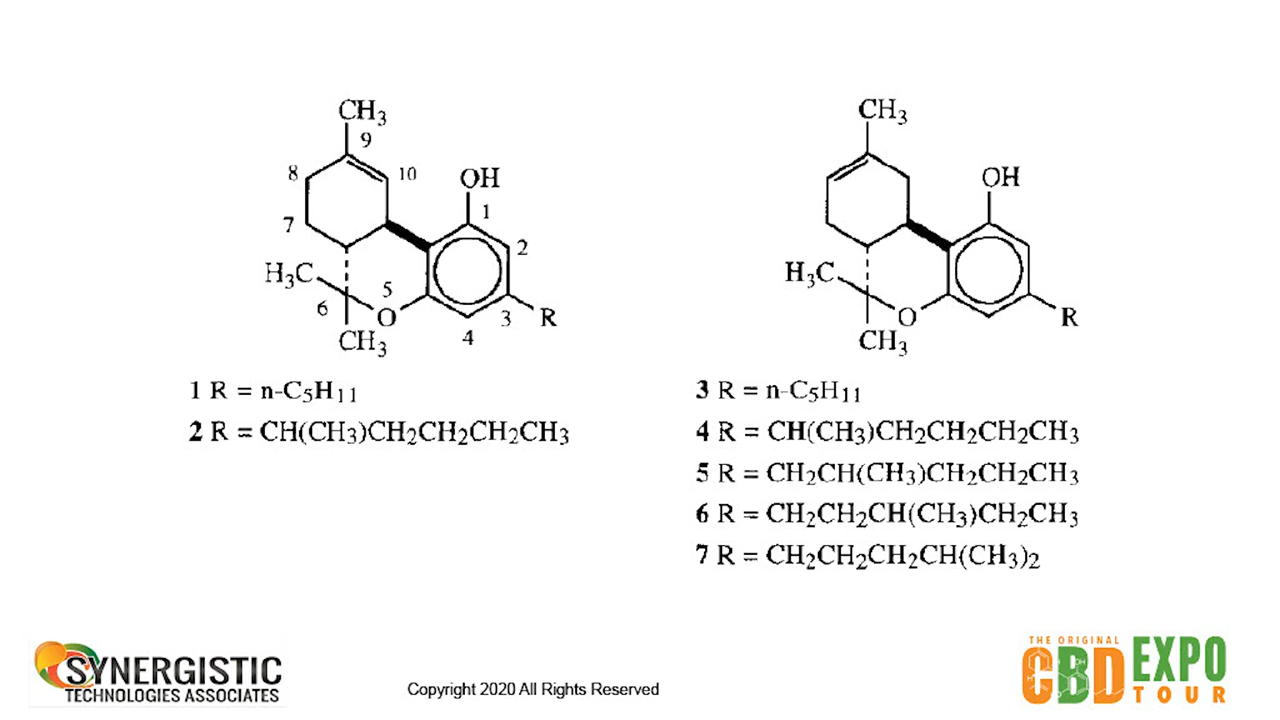 CH₃
9
8
10
OH
7
1
2
H₃C
5
6
O
3
R
4
CH₃
1 R = n-C₅H₁₁
2 R = CH(CH₃)CH₂CH₂CH₂CH₃
CH₃
OH
H₃C
O
R
CH₃
3 R = n-C₅H₁₁
4 R = CH(CH₃)CH₂CH₂CH₂CH₃
5 R = CH₂CH(CH₃)CH₂CH₂CH₃
6 R = CH₂CH₂CH(CH₃)CH₂CH₃
7 R = CH₂CH₂CH₂CH(CH₃)₂
SYNERGISTIC
TECHNOLOGIES ASSOCIATES
Copyright 2020 All Rights Reserved
THE ORIGINAL
CBD EXPO
TOUR